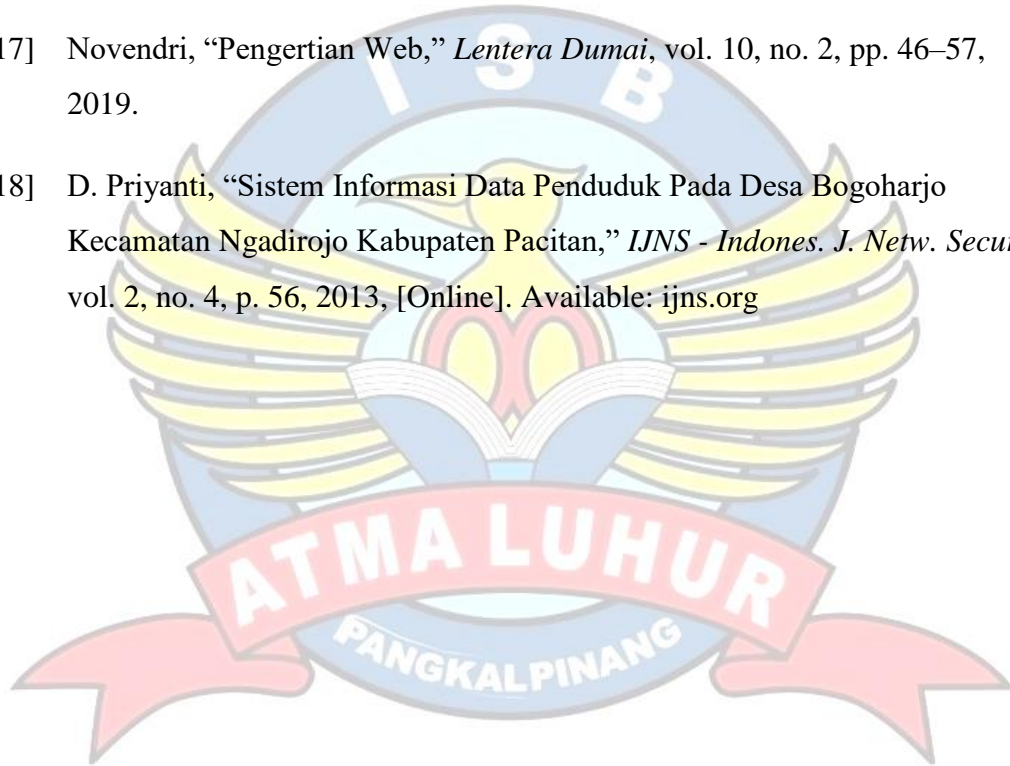 17] Novendri, “Pengertian Web,” Lentera Dumai, vol. 10, no. 2, pp. 46–57,
2019.
18] D. Priyanti, “Sistem Informasi Data Penduduk Pada Desa Bogoharjo
Kecamatan Ngadirojo Kabupaten Pacitan,” IJNS - Indones. J. Netw. Secur
vol. 2, no. 4, p. 56, 2013, [Online]. Available: ijns.org
I S B
ATMA LUHUR
PANGKALPINANG